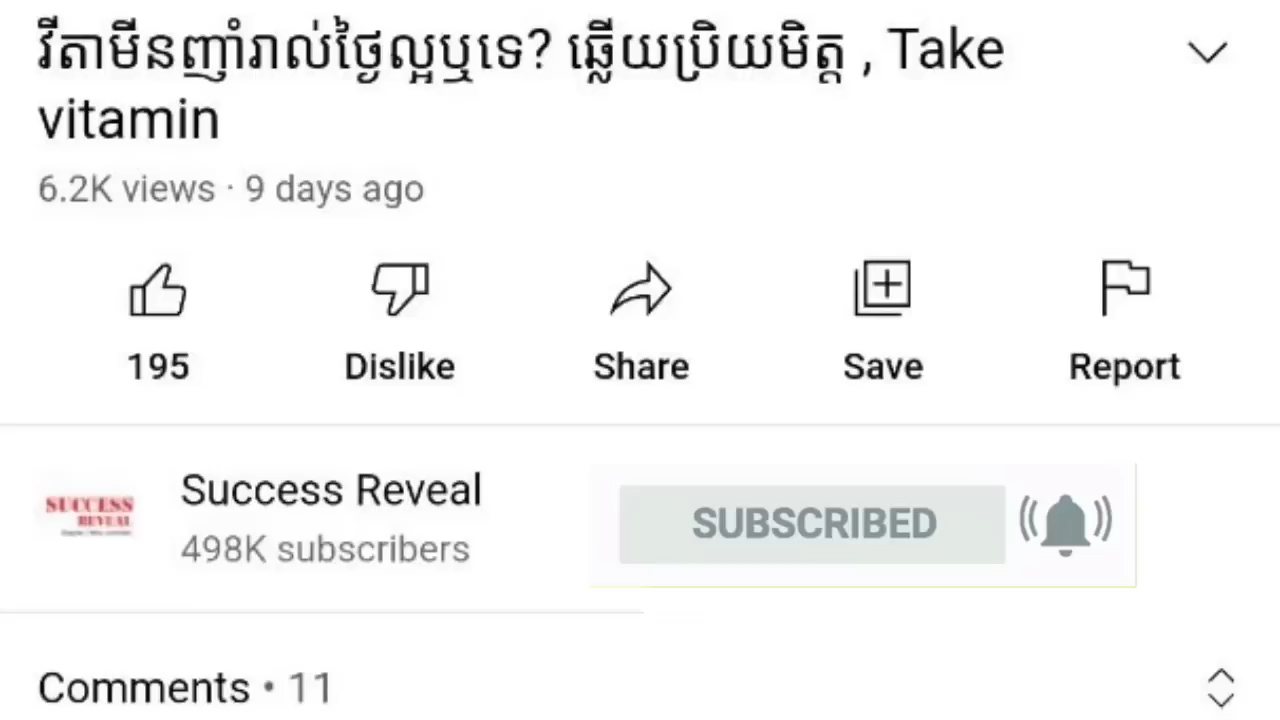 វីតាមីនញ៉ាំរាល់ថ្ងៃល្អឬទេ? ឆ្លើយប្រិយមិត្ត , Take
vitamin
6.2K views · 9 days ago
195
Dislike
Share
Save
Report
SUCCESS
REVEAL
Success Reveal
498K subscribers
SUBSCRIBED
Comments • 11